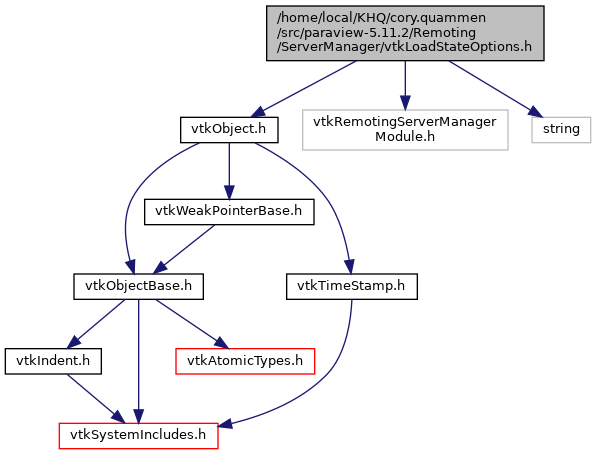 /home/local/KHQ/cory.quammen
/src/paraview-5.11.2/Remoting
/ServerManager/vtkLoadStateOptions.h
vtkObject.h
vtkRemotingServerManager
Module.h
string
vtkWeakPointerBase.h
vtkObjectBase.h
vtkTimeStamp.h
vtkIndent.h
vtkAtomicTypes.h
vtkSystemIncludes.h